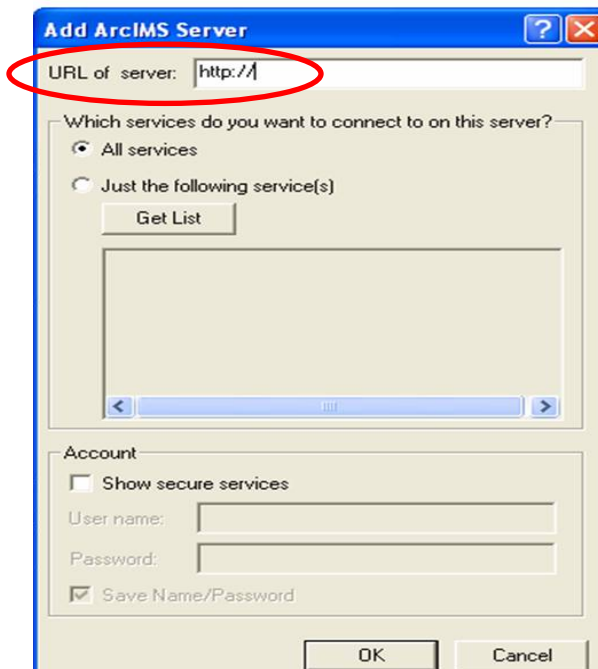 Add ArcIMS Server
URL of server: http://
Which services do you want to connect to on this server?
All services
Just the following service(s)
Get List
Account
Show secure services
User name:
Password:
Save Name/Password
OK Cancel